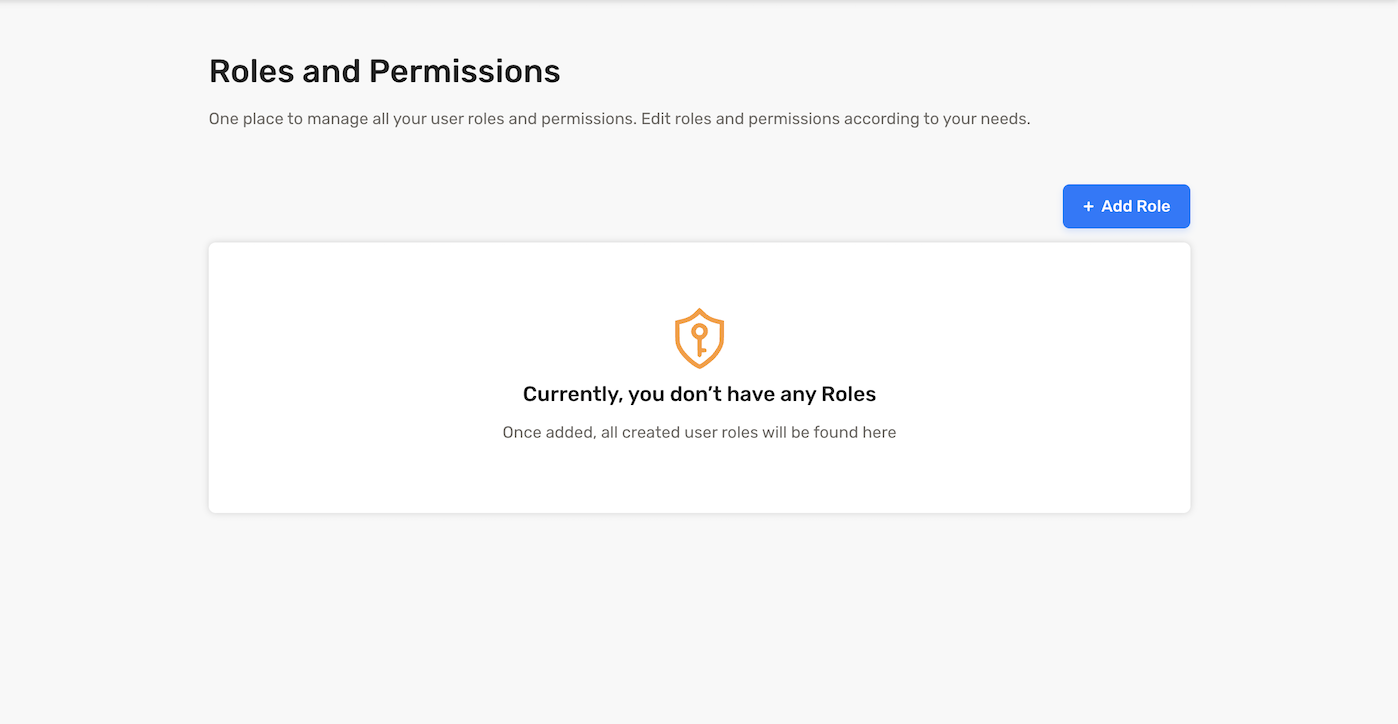 Roles and Permissions
One place to manage all your user roles and permissions. Edit roles and permissions according to your needs.
+ Add Role
Currently, you don’t have any Roles
Once added, all created user roles will be found here